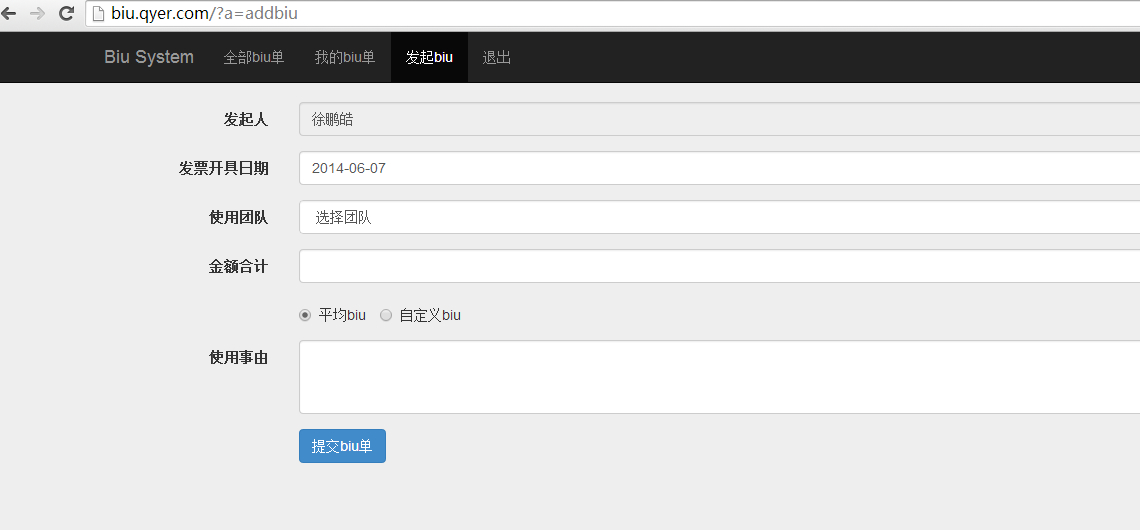 biu.qyer.com/?a=addbiu
Biu System 全部biu单 我的biu单 发起biu 退出
发起人 徐鹏皓
发票开具日期 2014-06-07
使用团队 选择团队
金额合计
平均biu 自定义biu
使用事由
提交biu单